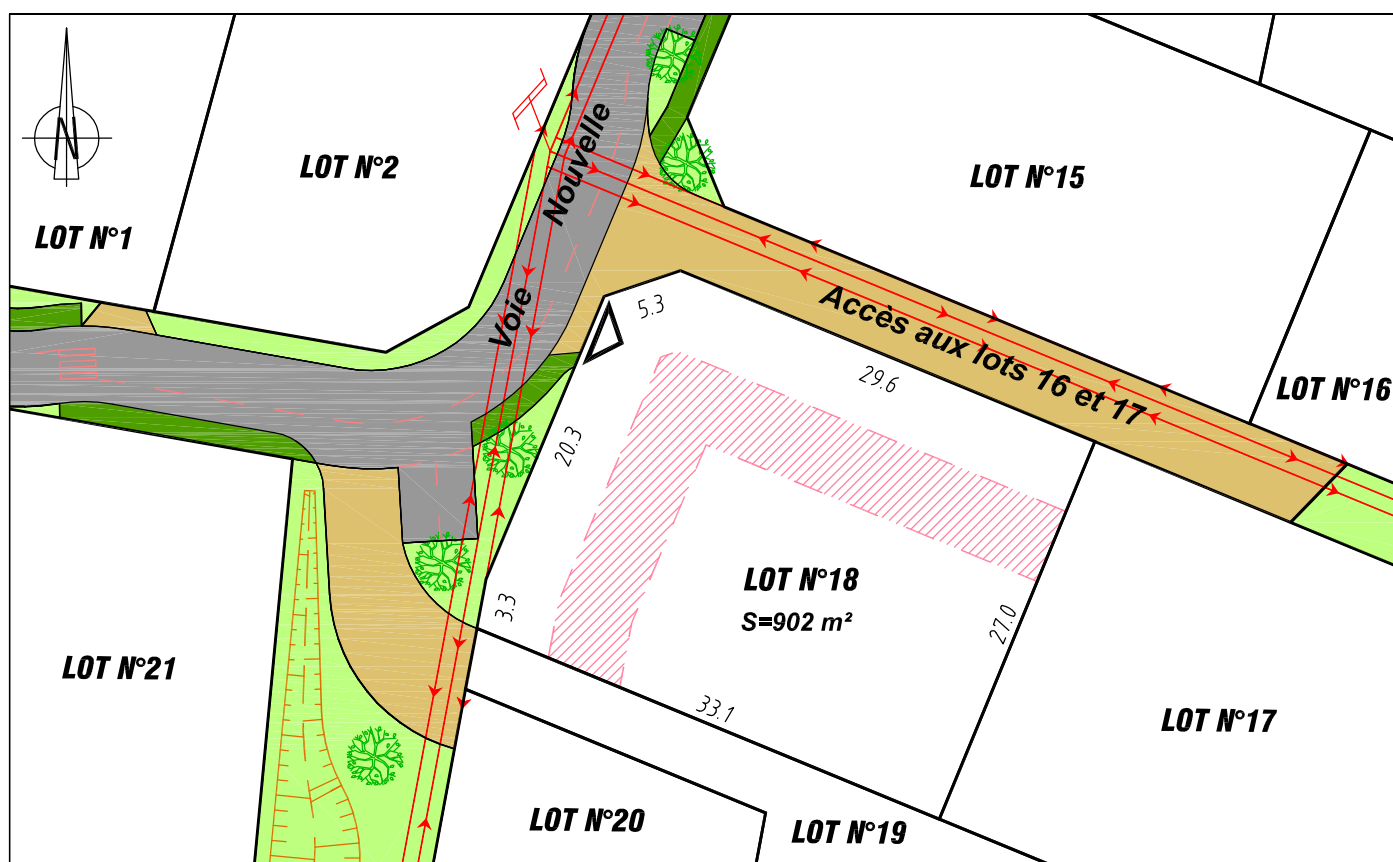 N
LOT N°2
LOT N°1
LOT N°15
Voie Nouvelle
LOT N°16
Accès aux lots 16 et 17
5.3
29.6
20.3
LOT N°18
S=902 m²
3.3
27.0
33.1
LOT N°21
LOT N°17
LOT N°20
LOT N°19